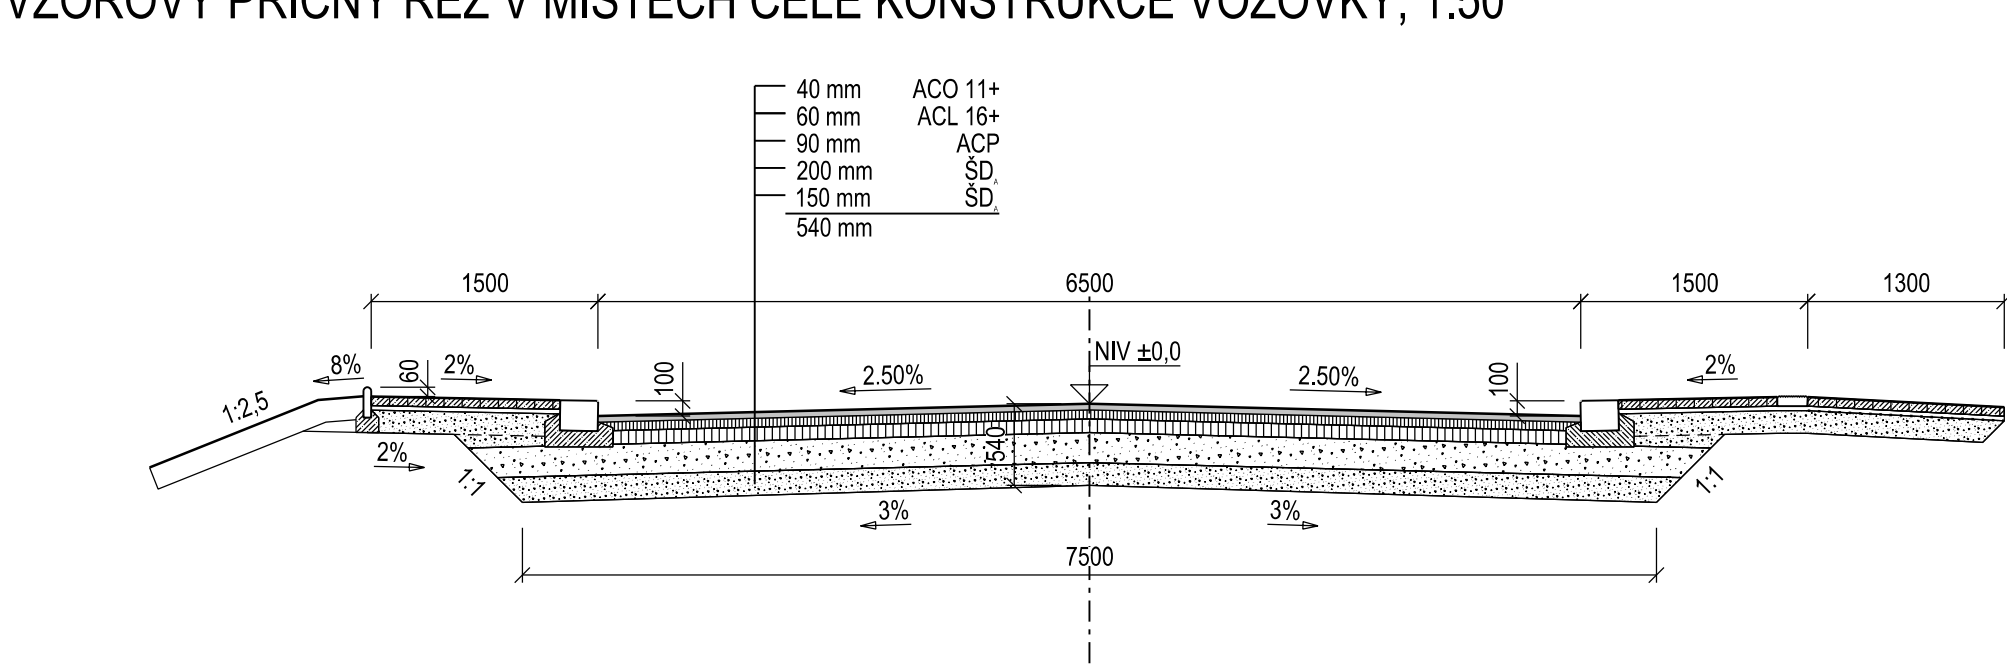 VZOROVÝ PŘÍČNÝ ŘEZ V MÍSTECH CELÉ KONSTRUKCE VOZOVKY, 1:50
40 mm ACO 11+
60 mm ACL 16+
90 mm ACP
200 mm ŠDA
150 mm ŠDA
540 mm
1500 6500 1500 1300
NIV ±0,0
8% 60 2% 100 2.50% 2.50% 100 2%
1:2,5
540
2%
1:1 1:1
3% 3%
7500